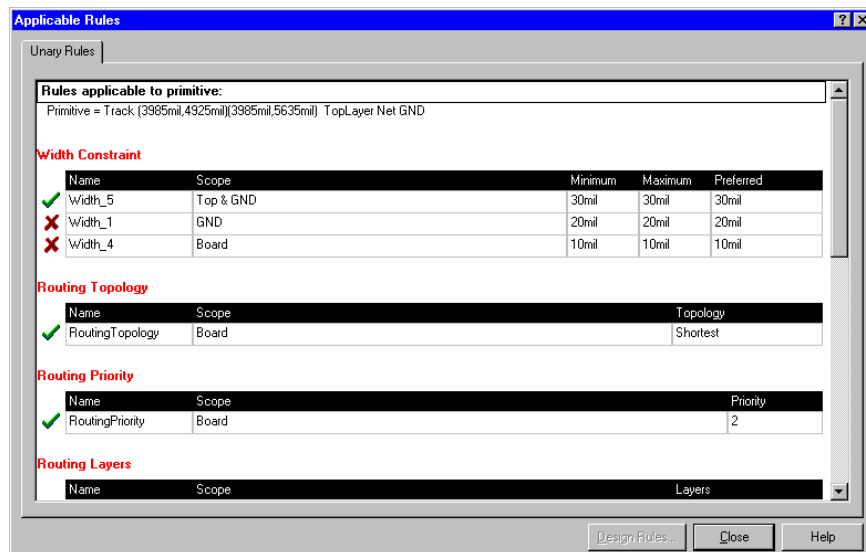 Applicable Rules
Unary Rules
Rules applicable to primitive:
Primitive = Track (3985mil,4925mil)(3985mil,5635mil) TopLayer Net GND
Width Constraint
Name Scope Minimum Maximum Preferred
Width_5 Top & GND 30mil 30mil 30mil
Width_1 GND 20mil 20mil 20mil
Width_4 Board 10mil 10mil 10mil
Routing Topology
Name Scope Topology
RoutingTopology Board Shortest
Routing Priority
Name Scope Priority
RoutingPriority Board 2
Routing Layers
Name Scope Layers
Design Rules... Close Help